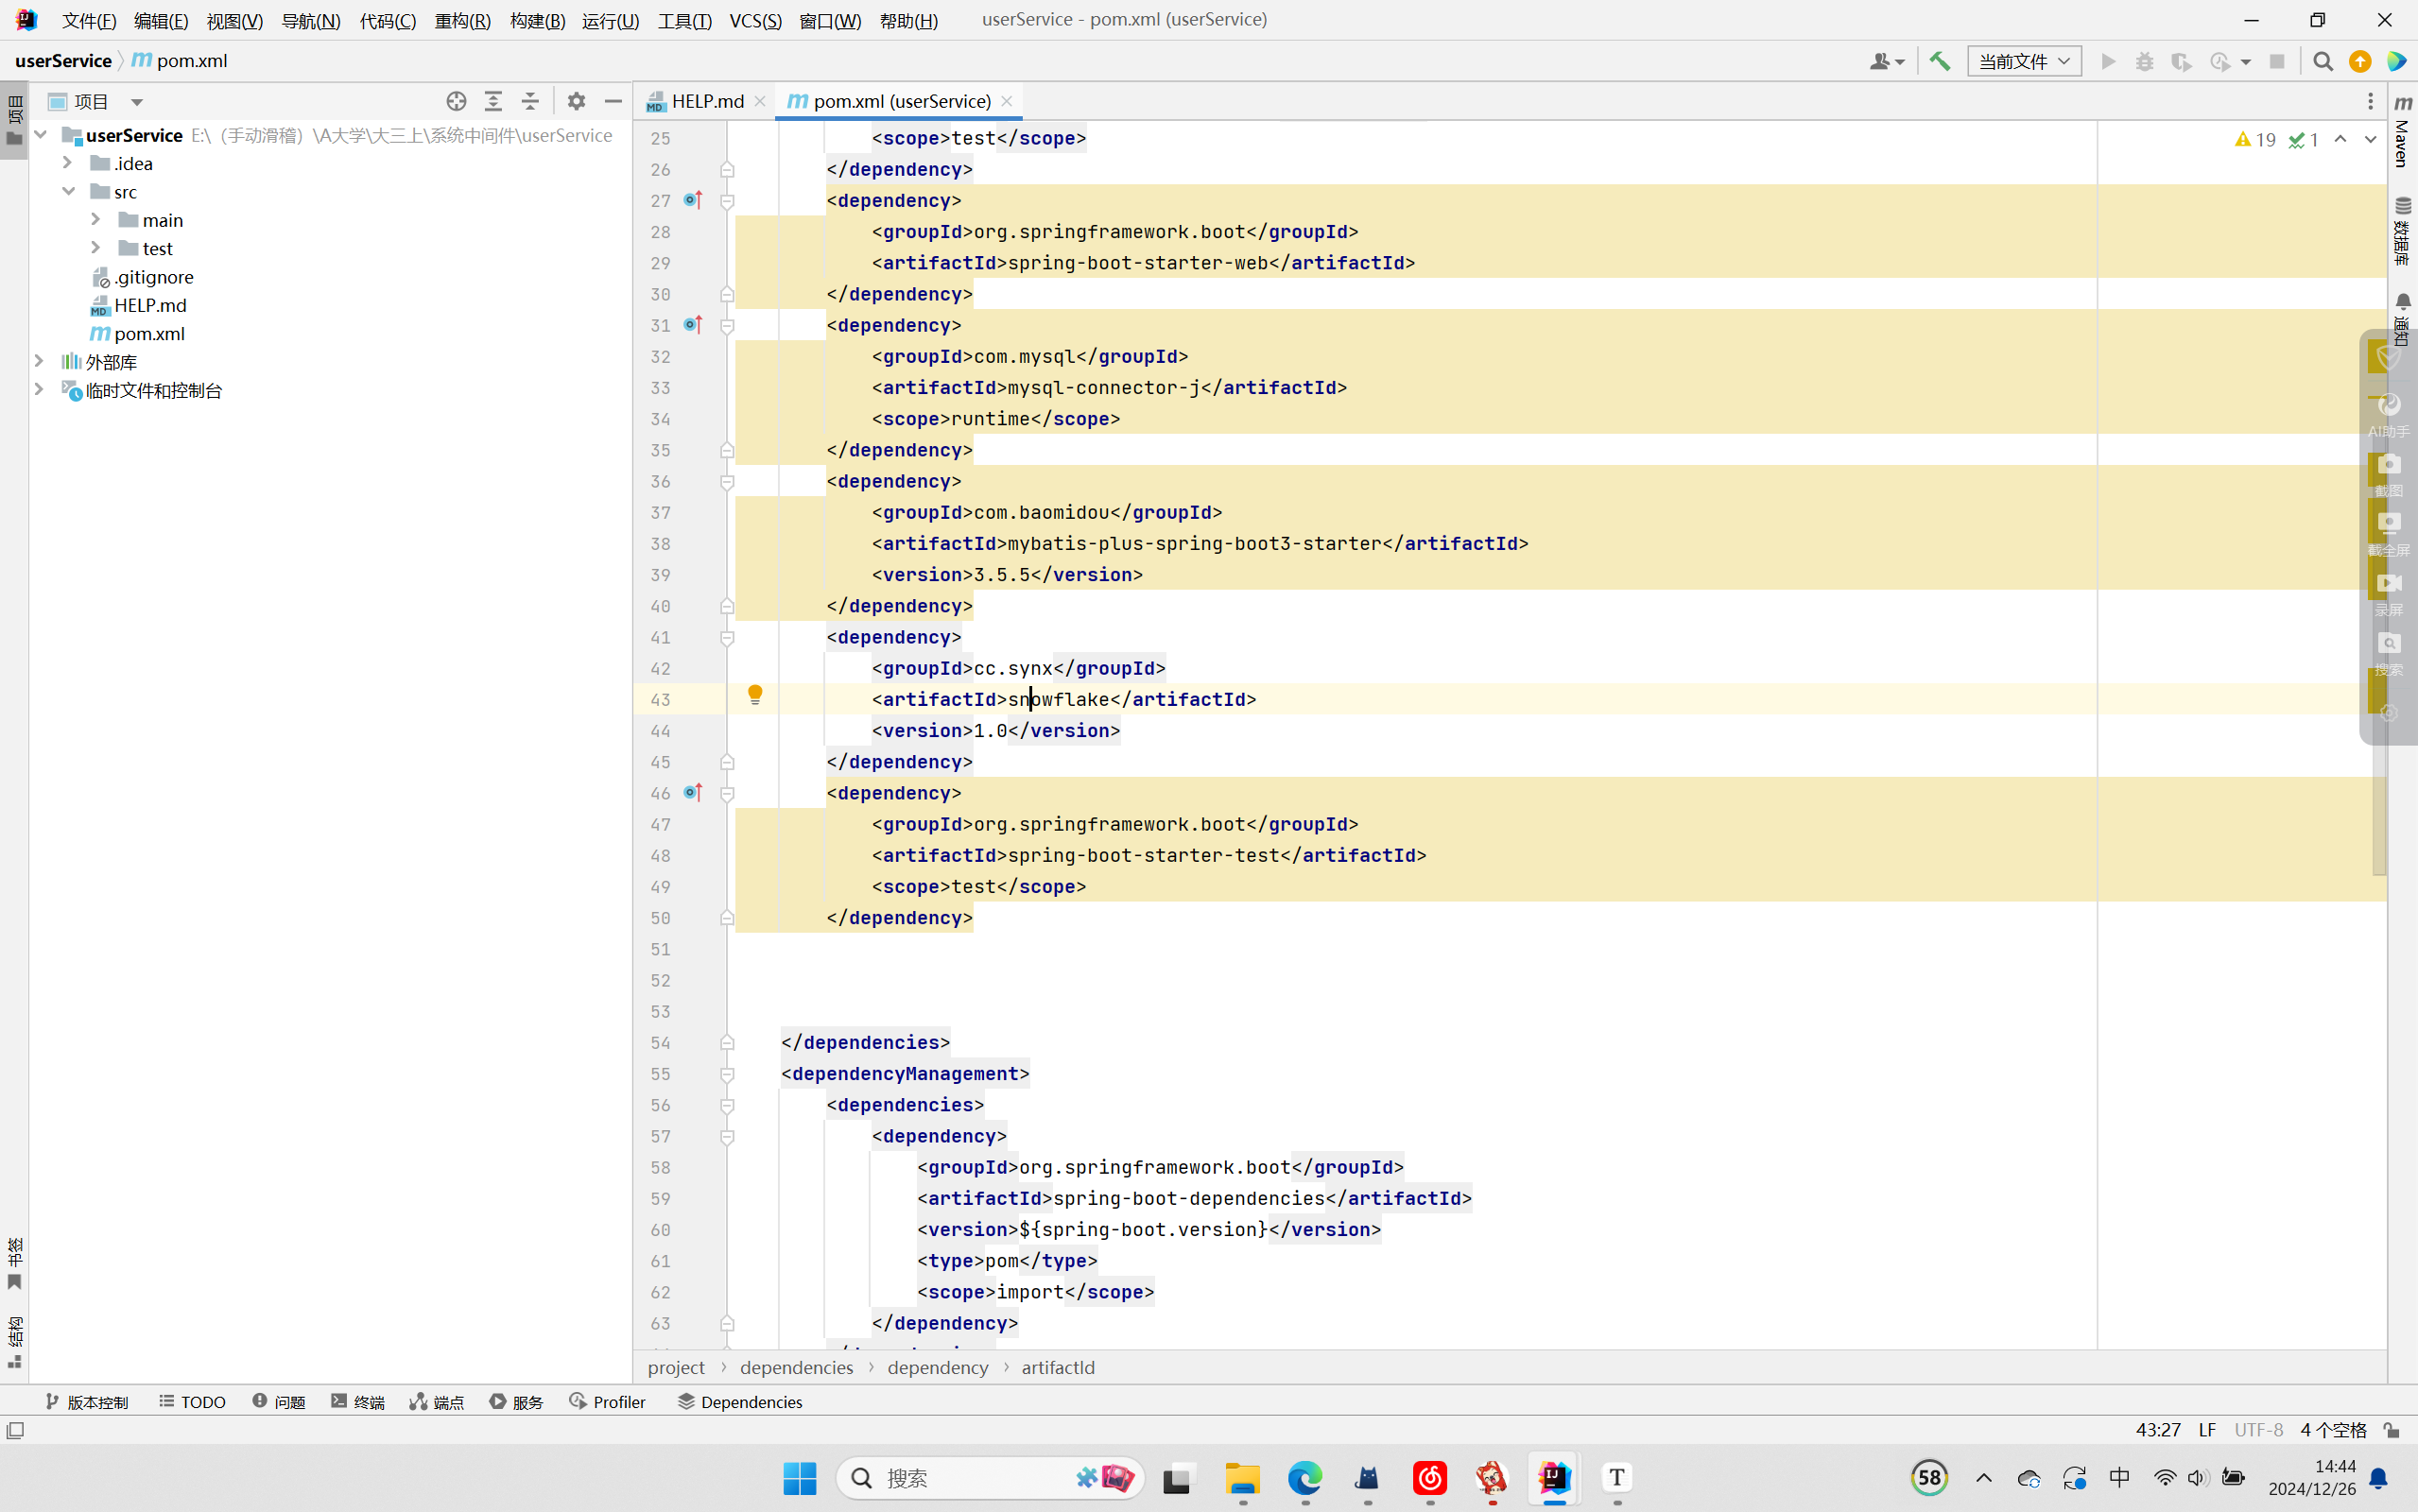 文件(F) 编辑(E) 视图(V) 导航(N) 代码(C) 重构(R) 构建(B) 运行(U) 工具(T) VCS(S) 窗口(W) 帮助(H) userService - pom.xml (userService)
userService m pom.xml 当前文件
项目
项目
HELP.md
pom.xml (userService)
userService E:\（手动滑稽）\A大学\大三上\系统中间件\userService
.idea
src
main
test
.gitignore
HELP.md
pom.xml
外部库
临时文件和控制台
25 <scope>test</scope>
26 </dependency>
27 <dependency>
28 <groupId>org.springframework.boot</groupId>
29 <artifactId>spring-boot-starter-web</artifactId>
30 </dependency>
31 <dependency>
32 <groupId>com.mysql</groupId>
33 <artifactId>mysql-connector-j</artifactId>
34 <scope>runtime</scope>
35 </dependency>
36 <dependency>
37 <groupId>com.baomidou</groupId>
38 <artifactId>mybatis-plus-spring-boot3-starter</artifactId>
39 <version>3.5.5</version>
40 </dependency>
41 <dependency>
42 <groupId>cc.synx</groupId>
43 <artifactId>snowflake</artifactId>
44 <version>1.0</version>
45 </dependency>
46 <dependency>
47 <groupId>org.springframework.boot</groupId>
48 <artifactId>spring-boot-starter-test</artifactId>
49 <scope>test</scope>
50 </dependency>
51
52
53
54 </dependencies>
55 <dependencyManagement>
56 <dependencies>
57 <dependency>
58 <groupId>org.springframework.boot</groupId>
59 <artifactId>spring-boot-dependencies</artifactId>
60 <version>${spring-boot.version}</version>
61 <type>pom</type>
62 <scope>import</scope>
63 </dependency>
19 1
Maven
数据库
通知
AI助手
截图
截全屏
录屏
搜索
书签
结构
project › dependencies › dependency › artifactId
版本控制 TODO 问题 终端 端点 服务 Profiler Dependencies
43:27 LF UTF-8 4 个空格
搜索
58 中 14:44
2024/12/26